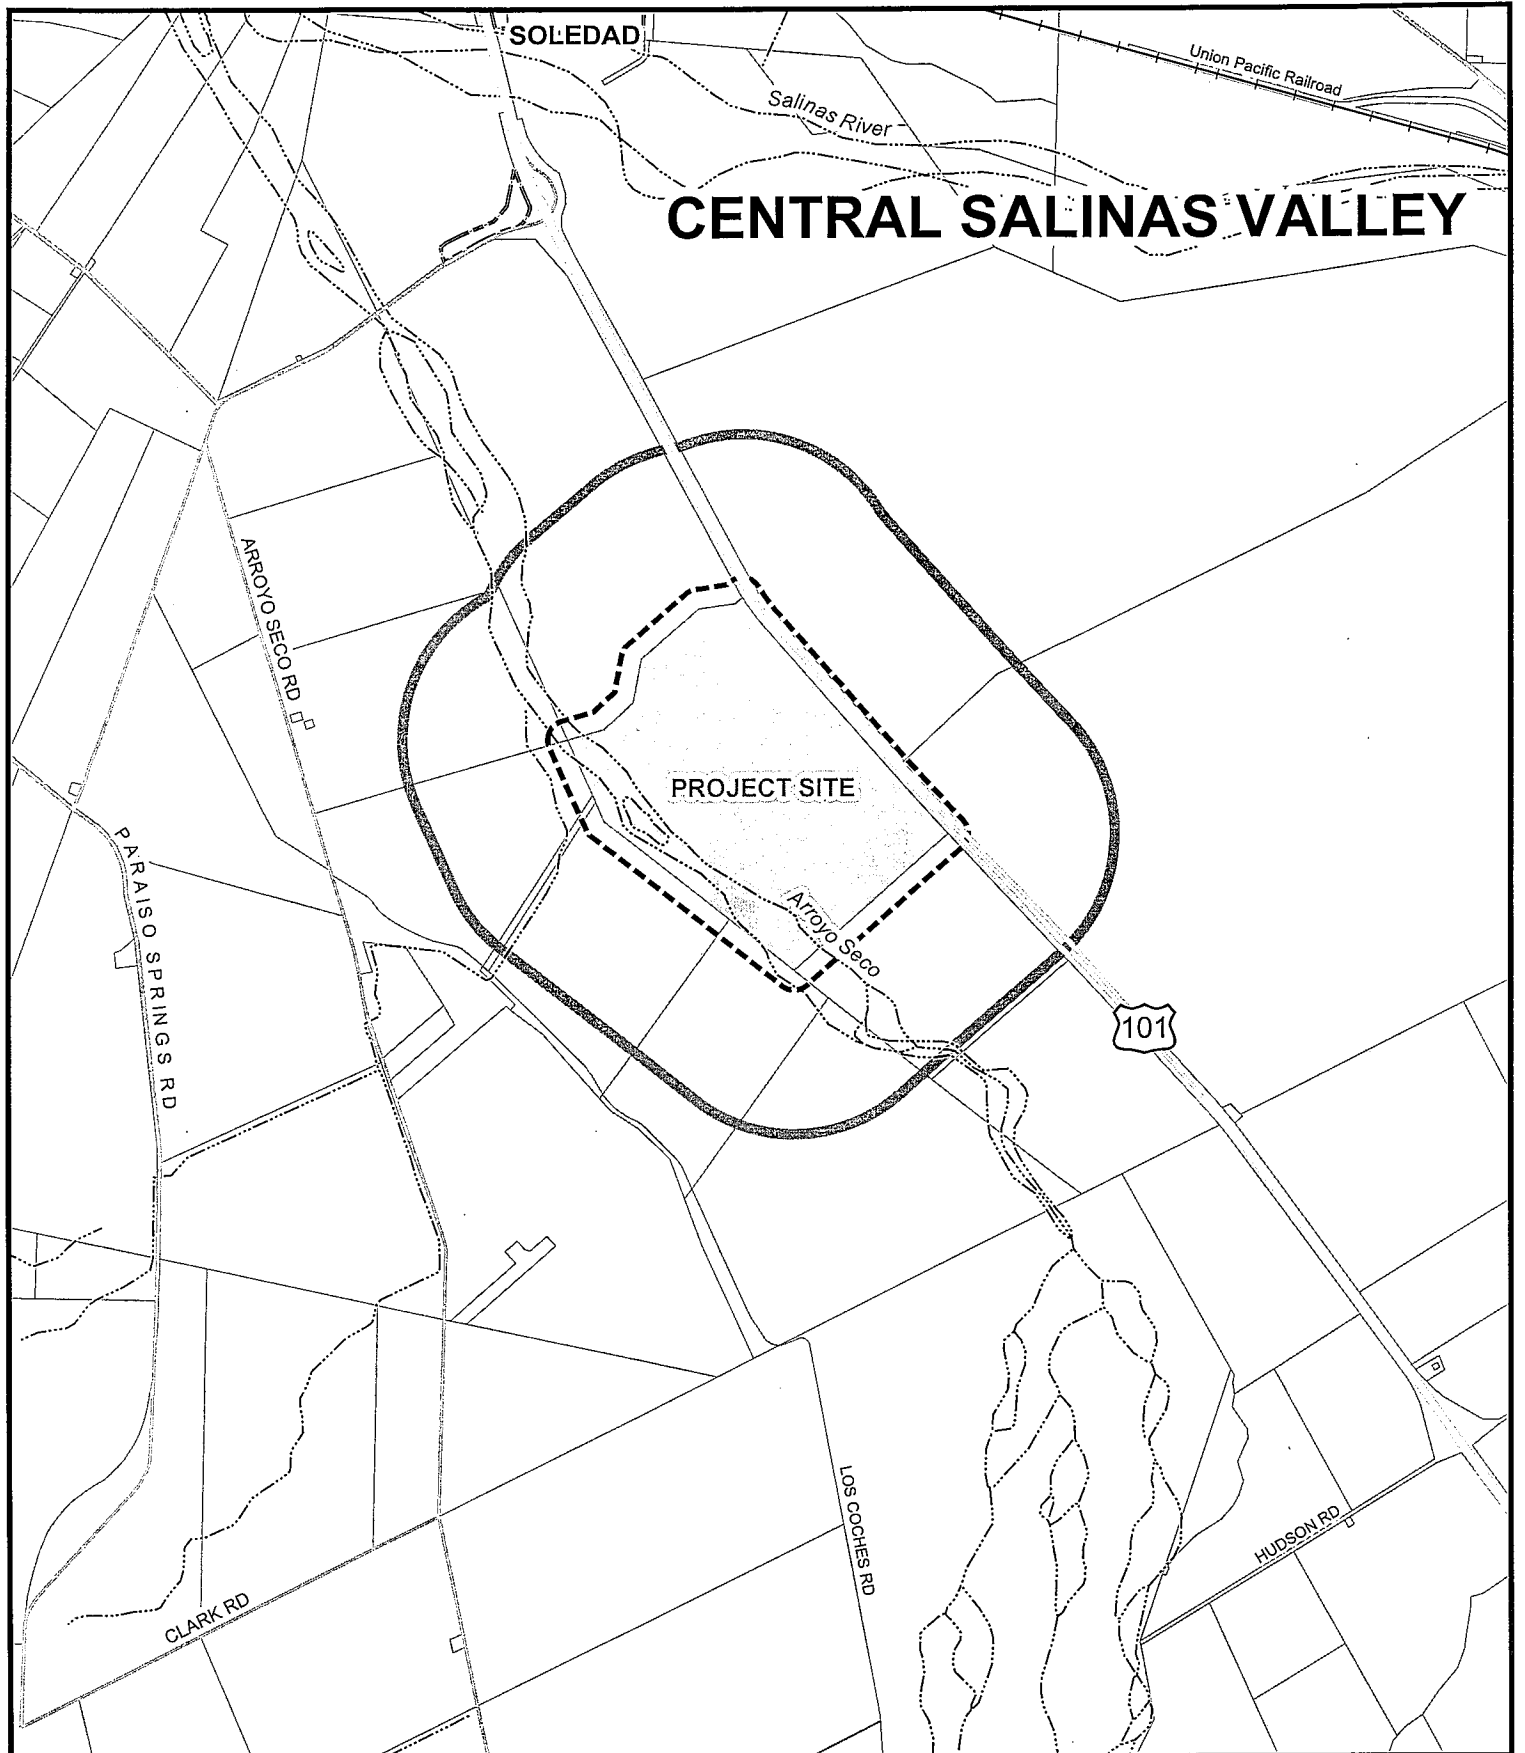 SOLEDAD
Union Pacific Railroad
Salinas River
CENTRAL SALINAS VALLEY
ARROYO SECO RD
PROJECT SITE
PARAISO SPRINGS RD
Arroyo Seco
101
LOS COCHES RD
HUDSON RD
CLARK RD